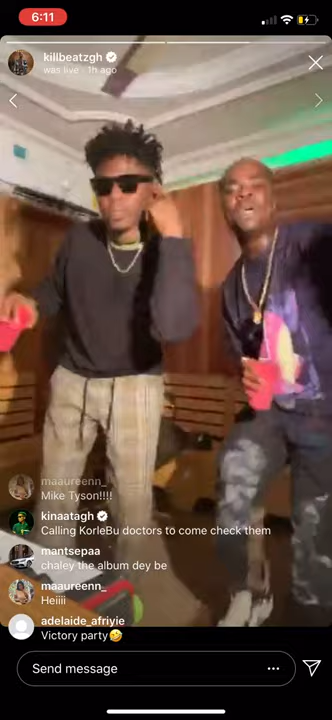 6:11
killbeatzgh
was live · 1h ago
maaureenn_
Mike Tyson!!!!
kinaatagh
Calling KorleBu doctors to come check them
mantsepaa
chaley the album dey be
maaureenn_
Heiiii
adelaide_afriyie
Victory party🤣
Send message